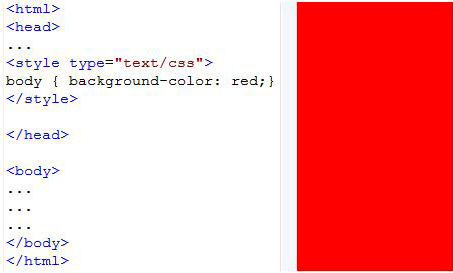 <html>
<head>
...
<style type="text/css">
body { background-color: red;}
</style>
</head>
<body>
...
...
...
</body>
</html>